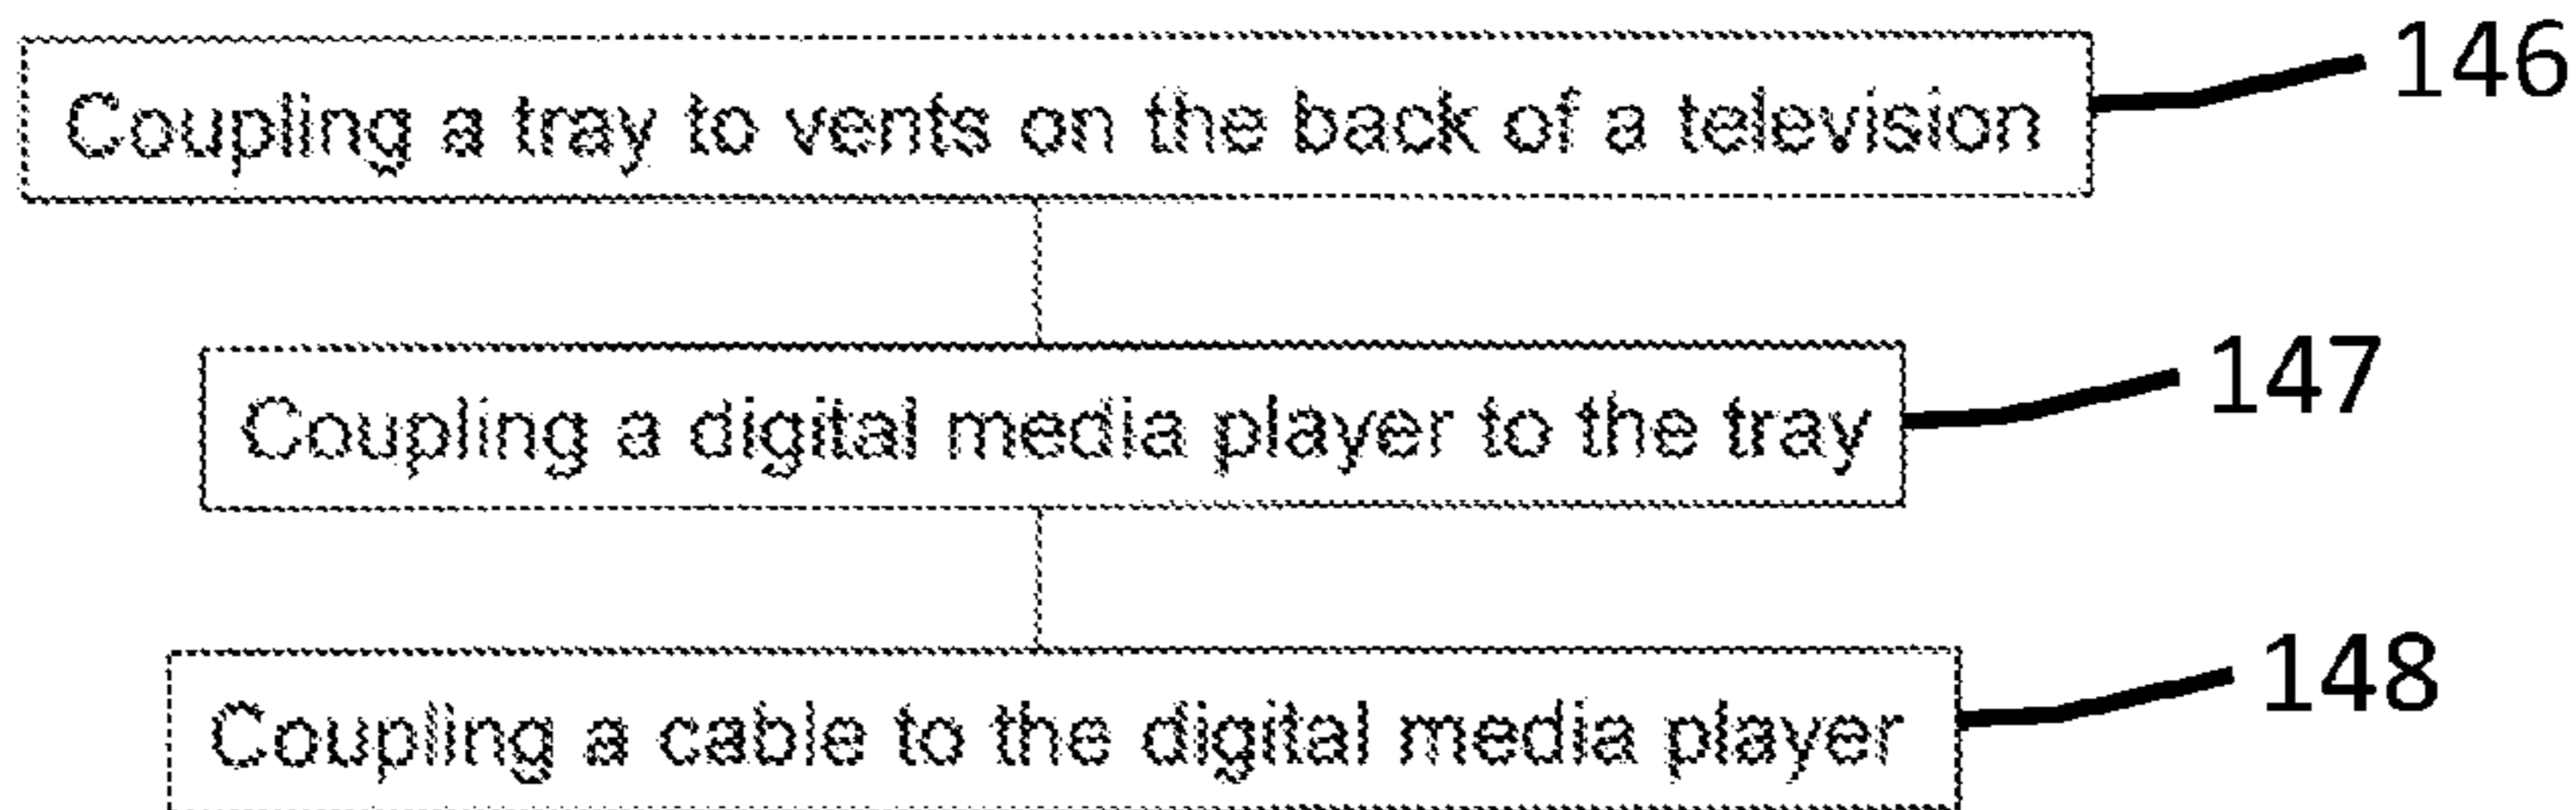 Coupling a tray to vents on the back of a television 146
Coupling a digital media player to the tray 147
Coupling a cable to the digital media player 148